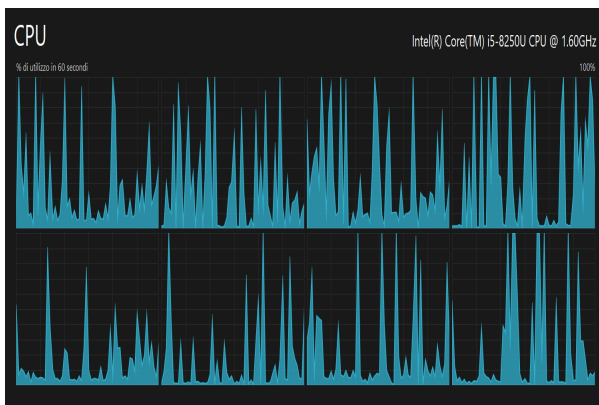 CPU
Intel(R) Core(TM) i5-8250U CPU @ 1.60GHz
% di utilizzo in 60 secondi
100%